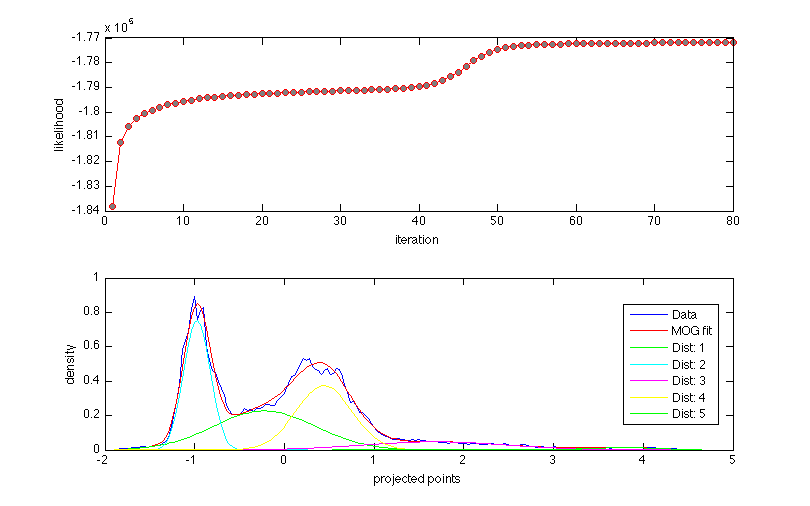 x 10^5
-1.77
-1.78
-1.79
-1.8
-1.81
-1.82
-1.83
-1.84
likelihood
0 10 20 30 40 50 60 70 80
iteration
1
0.8
0.6
0.4
0.2
0
density
Data
MOG fit
Dist: 1
Dist: 2
Dist: 3
Dist: 4
Dist: 5
-2 -1 0 1 2 3 4 5
projected points